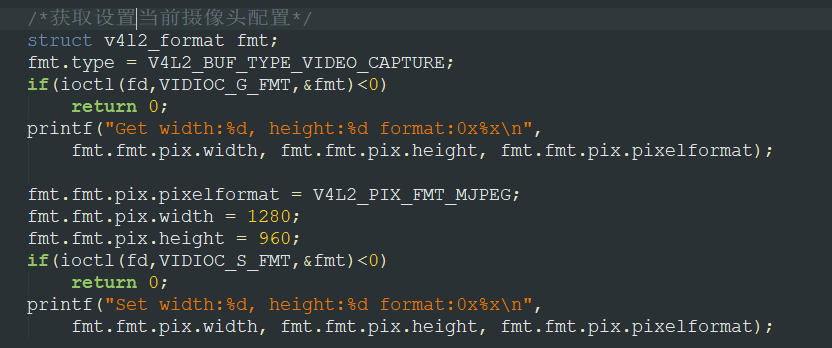 /*获取设置当前摄像头配置*/
struct v4l2_format fmt;
fmt.type = V4L2_BUF_TYPE_VIDEO_CAPTURE;
if(ioctl(fd,VIDIOC_G_FMT,&fmt)<0)
    return 0;
printf("Get width:%d, height:%d format:0x%x\n",
    fmt.fmt.pix.width, fmt.fmt.pix.height, fmt.fmt.pix.pixelformat);

fmt.fmt.pix.pixelformat = V4L2_PIX_FMT_MJPEG;
fmt.fmt.pix.width = 1280;
fmt.fmt.pix.height = 960;
if(ioctl(fd,VIDIOC_S_FMT,&fmt)<0)
    return 0;
printf("Set width:%d, height:%d format:0x%x\n",
    fmt.fmt.pix.width, fmt.fmt.pix.height, fmt.fmt.pix.pixelformat);